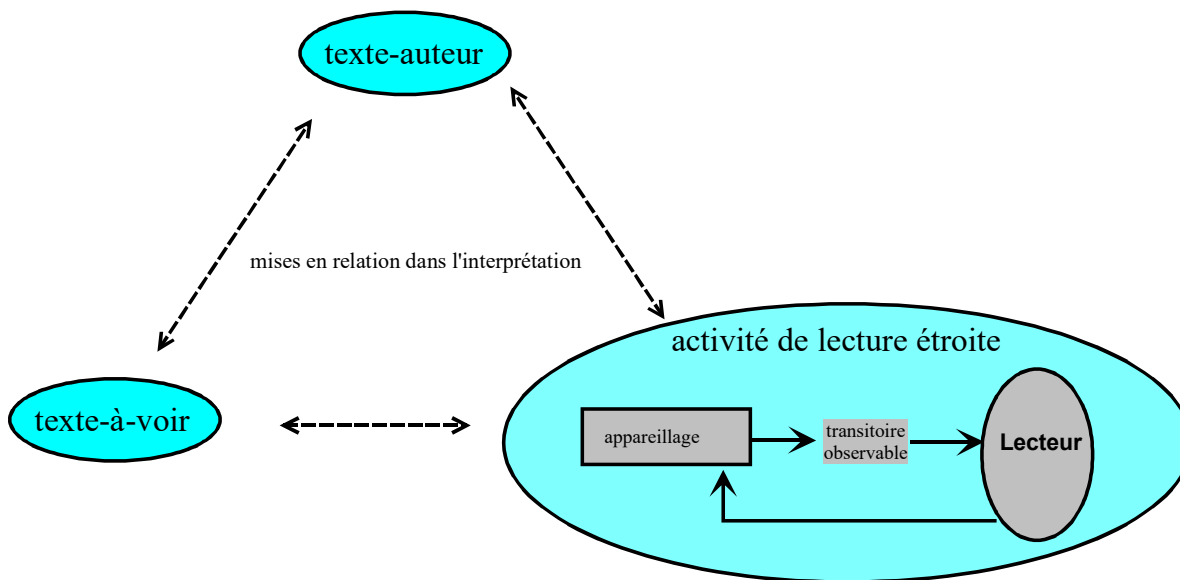 texte-auteur
mises en relation dans l'interprétation
activité de lecture étroite
texte-à-voir
appareillage
transitoire
observable
Lecteur